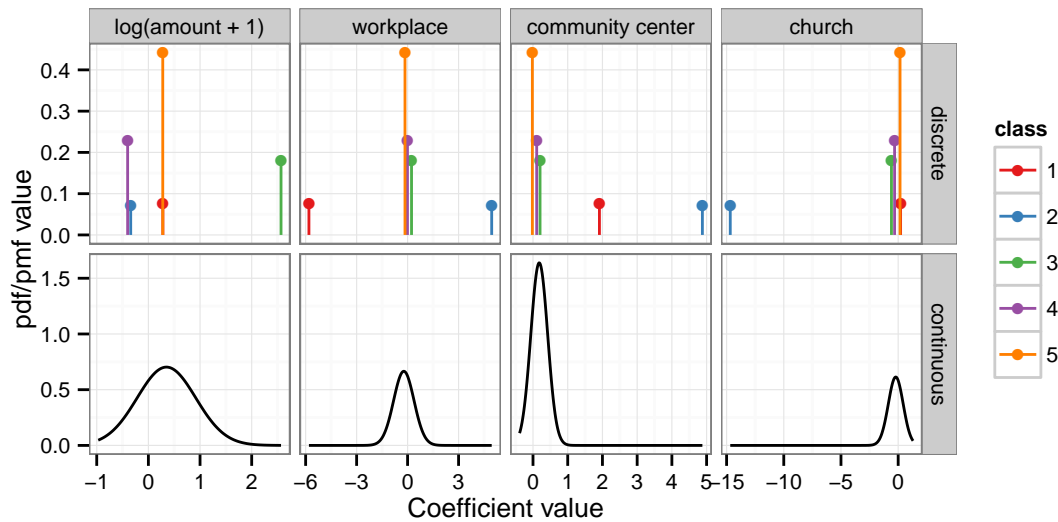 log(amount + 1) workplace community center church
pdf/pmf value
0.4
0.3
0.2
0.1
0.0
discrete
1.5
1.0
0.5
0.0
continuous
−1 0 1 2 −6 −3 0 3 0 1 2 3 4 5 −15 −10 −5 0
Coefficient value
class
1
2
3
4
5